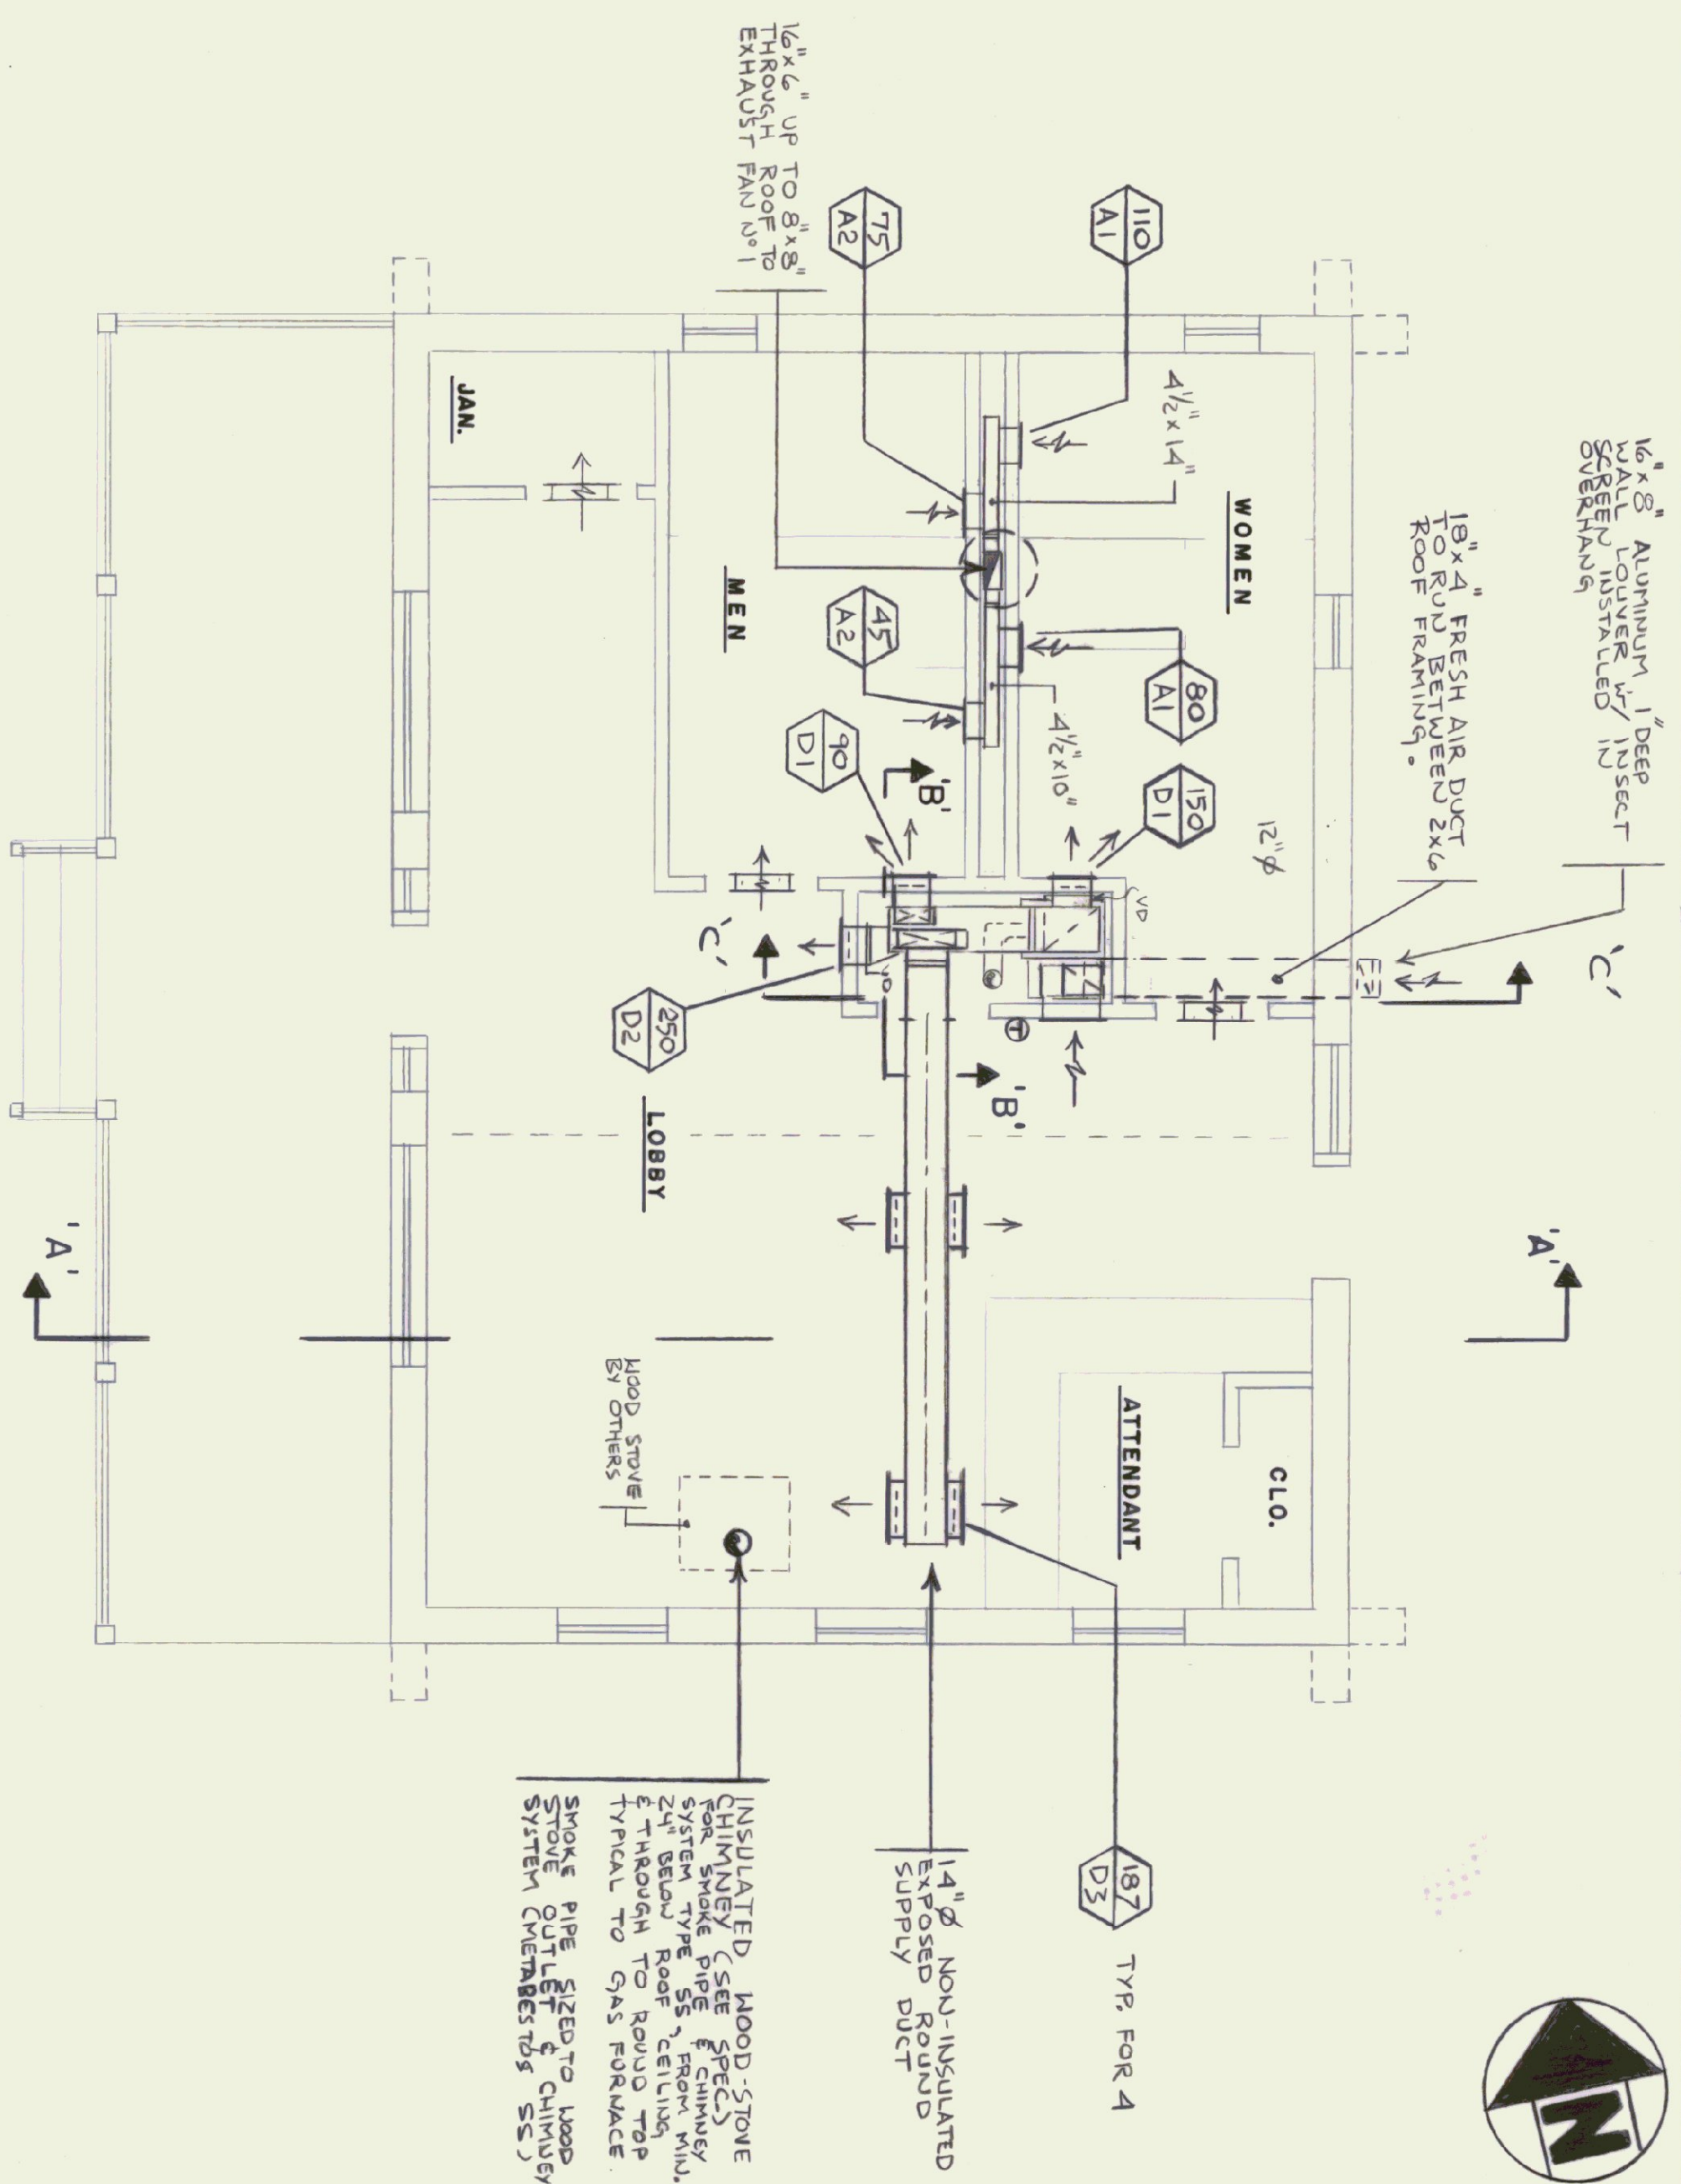 16"x8" ALUMINUM 1" DEEP
WALL LOUVER W/ INSECT
SCREEN INSTALLED IN
OVERHANG
18"x4" FRESH AIR DUCT
TO RUN BETWEEN 2x6
ROOF FRAMING.
'C'
'A'
110
A1
4½"x14"
WOMEN
80
A1
150
D1
12"ø
4½"x10"
VD
75
A2
16"x6" UP TO 8"x8"
THROUGH ROOF TO
EXHAUST FAN Nº 1
MEN
45
A2
90
D1
'B'
'C'
JAN.
250
D2
T
'B'
LOBBY
CLO.
ATTENDANT
187
D3
TYP. FOR 4
14"ø NON-INSULATED
EXPOSED ROUND
SUPPLY DUCT
WOOD STOVE
BY OTHERS
INSULATED WOOD-STOVE
CHIMNEY (SEE SPEC.)
FOR SMOKE PIPE & CHIMNEY
SYSTEM TYPE SS, FROM MIN.
24" BELOW ROOF CEILING
& THROUGH TO ROUND TOP
TYPICAL TO GAS FURNACE.
SMOKE PIPE SIZED TO WOOD
STOVE OUTLET & CHIMNEY
SYSTEM (METABESTOS SS)
'A'
N